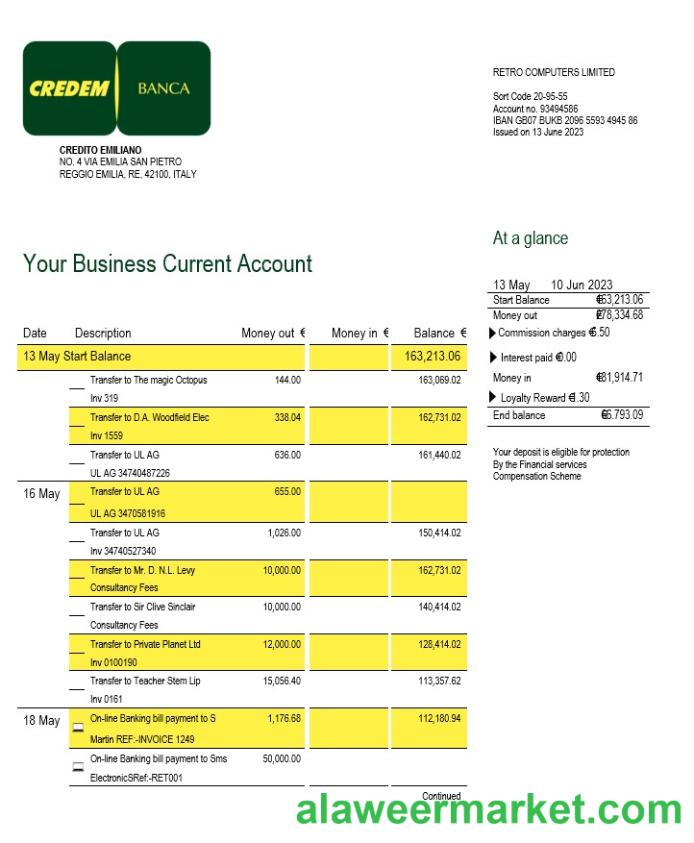 CREDEM BANCA
CREDITO EMILIANO
NO. 4 VIA EMILIA SAN PIETRO
REGGIO EMILIA, RE, 42100, ITALY
RETRO COMPUTERS LIMITED
Sort Code 20-95-55
Account no. 93494586
IBAN GB07 BUKB 2096 5593 4945 86
Issued on 13 June 2023
Your Business Current Account
At a glance
13 May 10 Jun 2023
Start Balance €63,213.06
Money out €78,334.68
Commission charges €6.50
Interest paid €0.00
Money in €81,914.71
Loyalty Reward €.30
End balance €6.793.09
Your deposit is eligible for protection
By the Financial services
Compensation Scheme
Date Description Money out € Money in € Balance €
13 May Start Balance 163,213.06
Transfer to The magic Octopus 144.00 163,069.02
Inv 319
Transfer to D.A. Woodfield Elec 338.04 162,731.02
Inv 1559
Transfer to UL AG 636.00 161,440.02
UL AG 34740487226
16 May Transfer to UL AG 655.00
UL AG 3470581916
Transfer to UL AG 1,026.00 150,414.02
Inv 34740527340
Transfer to Mr. D. N.L. Levy 10,000.00 162,731.02
Consultancy Fees
Transfer to Sir Clive Sinclair 10,000.00 140,414.02
Consultancy Fees
Transfer to Private Planet Ltd 12,000.00 128,414.02
Inv 0100190
Transfer to Teacher Stem Lip 15,056.40 113,357.62
Inv 0161
18 May On-line Banking bill payment to S 1,176.68 112,180.94
Martin REF:-INVOICE 1249
On-line Banking bill payment to Sms 50,000.00
ElectronicSRef:-RET001
Continued
alaweermarket.com